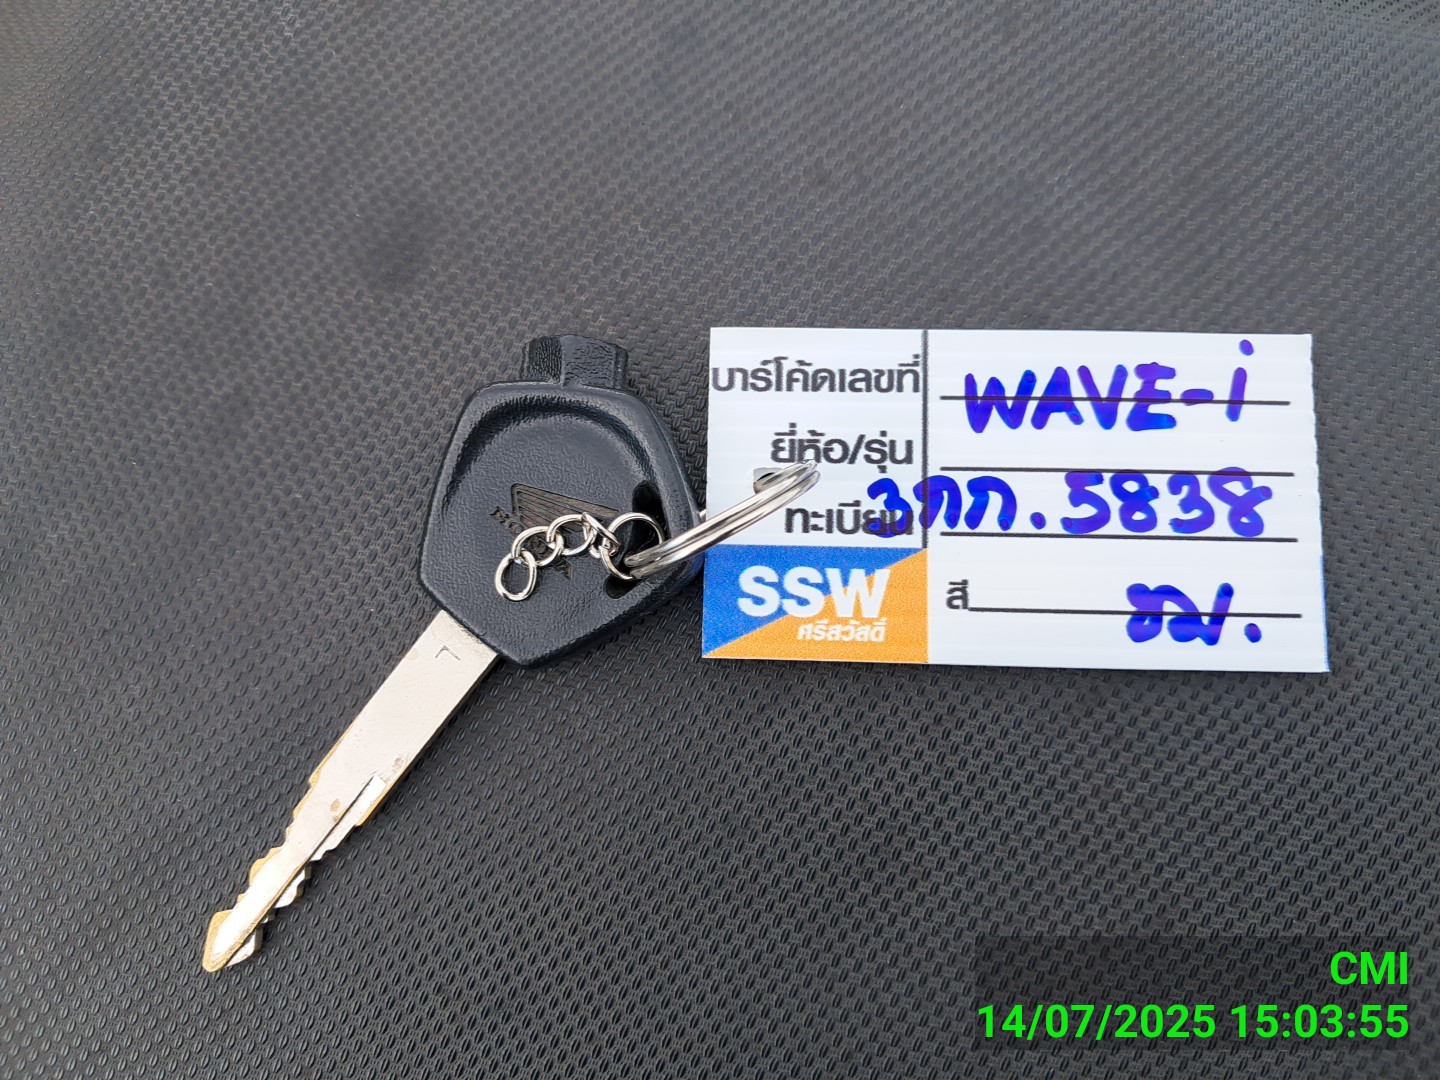 บาร์โค้ดเลขที่ WAVE-i
ยี่ห้อ/รุ่น
ทะเบียน 3กก. 5838
SSW
ศรีสวัสดิ์
สี
CMI
14/07/2025 15:03:55